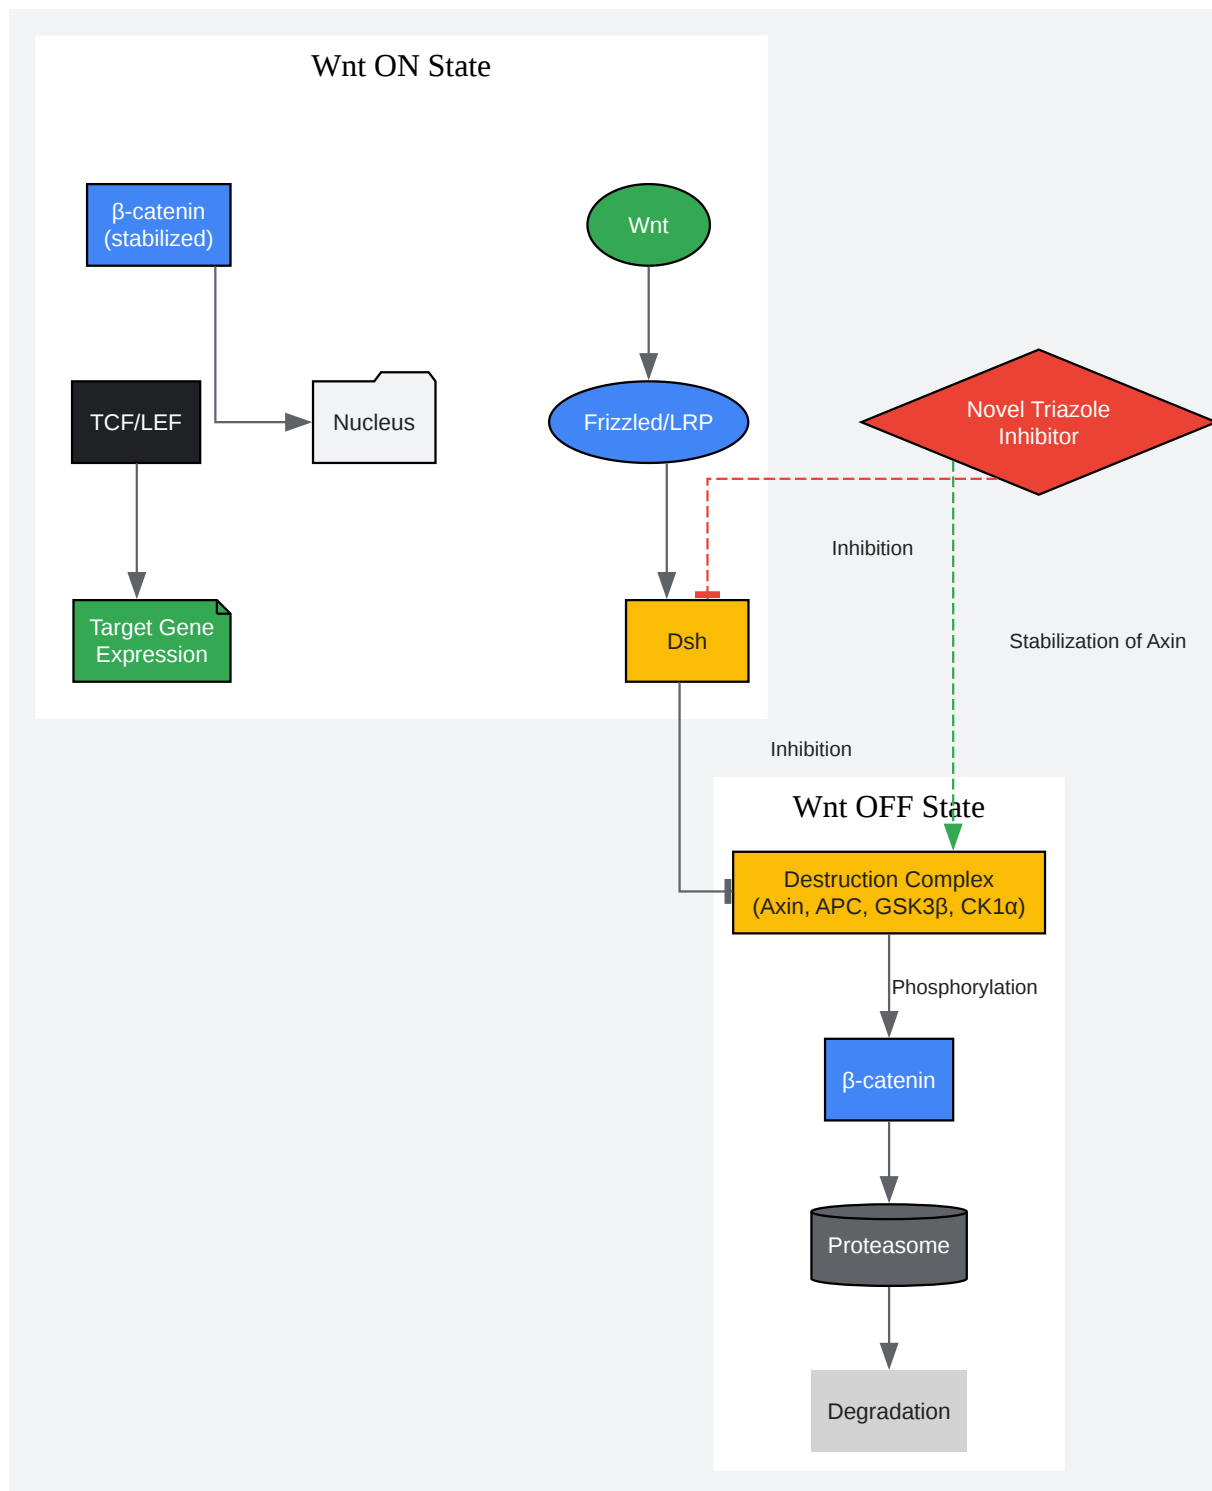 Wnt ON State
β-catenin
(stabilized)
Wnt
TCF/LEF
Nucleus
Frizzled/LRP
Novel Triazole
Inhibitor
Inhibition
Target Gene
Expression
Dsh
Stabilization of Axin
Inhibition
Wnt OFF State
Destruction Complex
(Axin, APC, GSK3β, CK1α)
Phosphorylation
β-catenin
Proteasome
Degradation